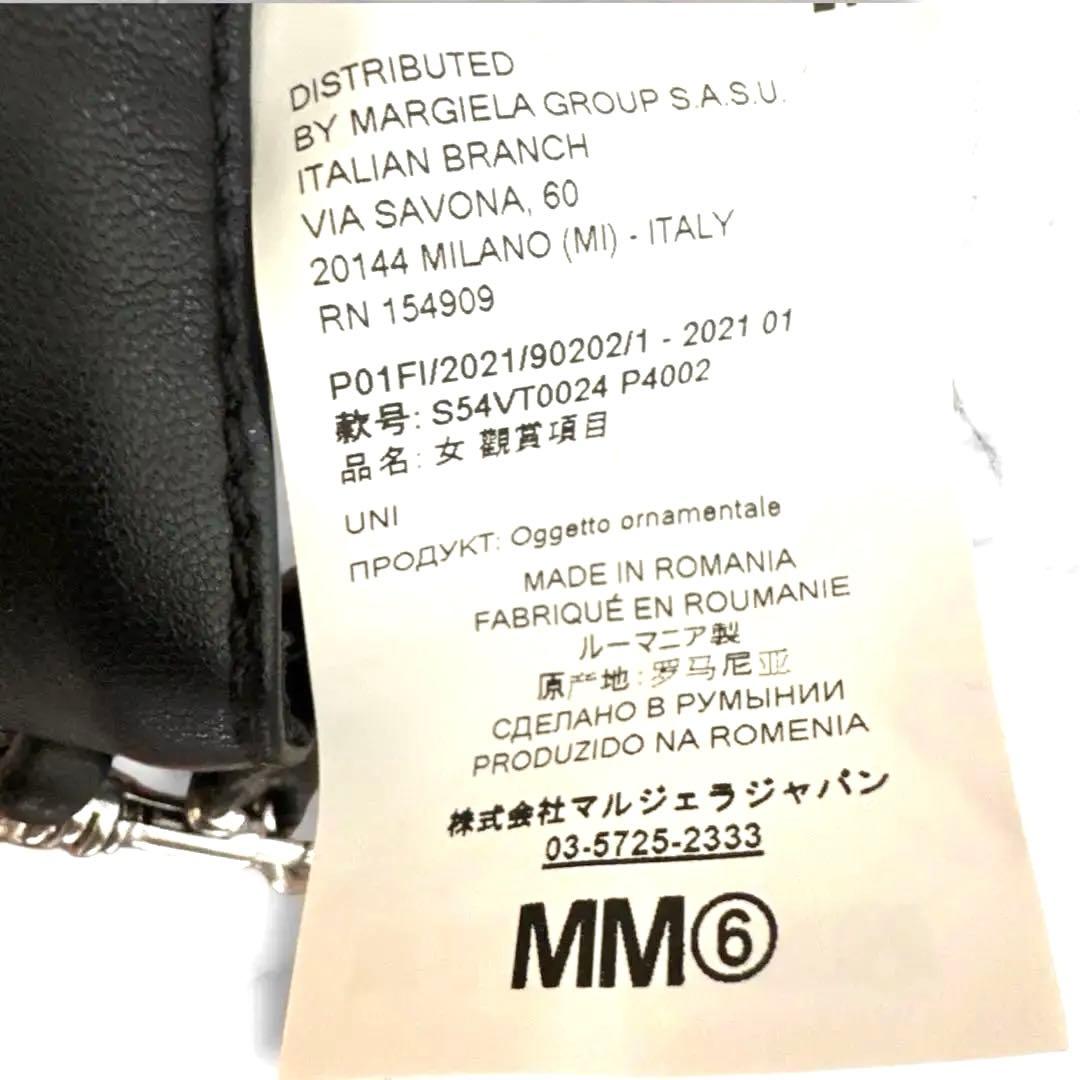 DISTRIBUTED
BY MARGIELA GROUP S.A.S.U.
ITALIAN BRANCH
VIA SAVONA, 60
20144 MILANO (MI) - ITALY
RN 154909
P01FI/2021/90202/1 - 2021 01
款号: S54VT0024 P4002
品名: 女 觀賞項目
UNI
ПРОДУКТ: Oggetto ornamentale
MADE IN ROMANIA
FABRIQUÉ EN ROUMANIE
ルーマニア製
原产地: 罗马尼亚
СДЕЛАНО В РУМЫНИИ
PRODUZIDO NA ROMENIA
株式会社マルジェラジャパン
03-5725-2333
MM⑥